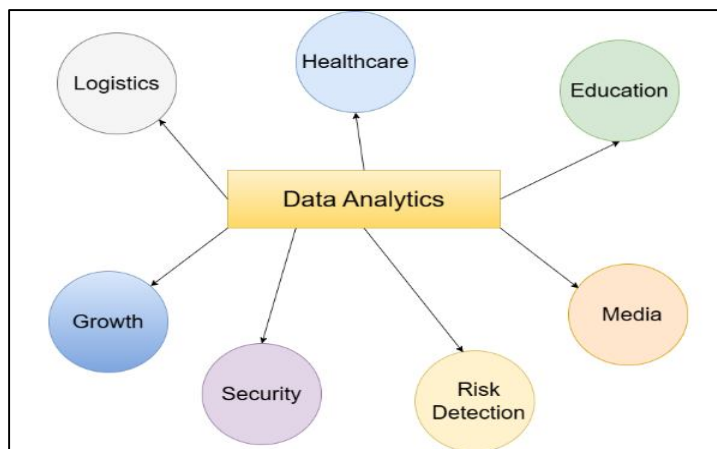 Healthcare
Logistics
Education
Data Analytics
Growth
Media
Security
Risk
Detection